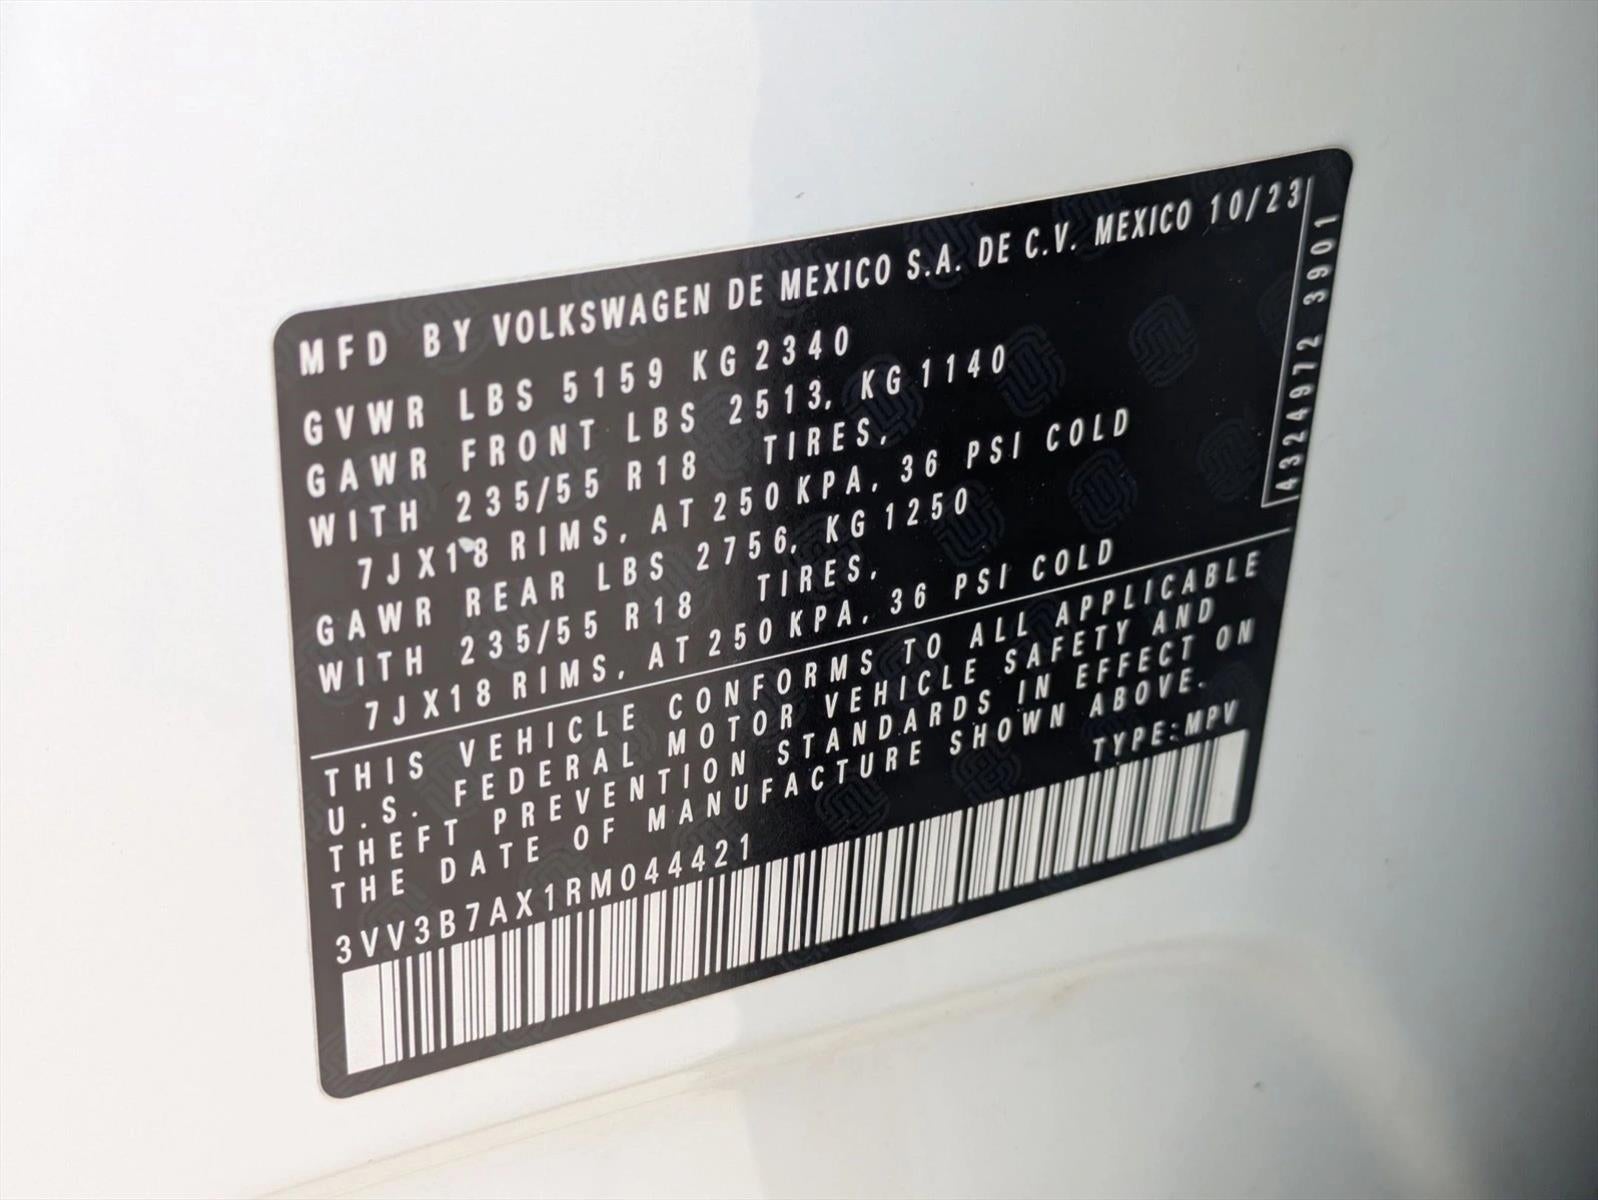 MFD BY VOLKSWAGEN DE MEXICO S.A. DE C.V. MEXICO 10/23
GVWR LBS 5159 KG 2340
GAWR FRONT LBS 2513, KG 1140
WITH 235/55 R18 TIRES,
7JX18 RIMS, AT 250 KPA, 36 PSI COLD
GAWR REAR LBS 2756, KG 1250
WITH 235/55 R18 TIRES,
7JX18 RIMS, AT 250 KPA, 36 PSI COLD
THIS VEHICLE CONFORMS TO ALL APPLICABLE
U.S. FEDERAL MOTOR VEHICLE SAFETY AND
THEFT PREVENTION STANDARDS IN EFFECT ON
THE DATE OF MANUFACTURE SHOWN ABOVE.
3VV3B7AX1RM044421 TYPE:MPV
4324972 3901